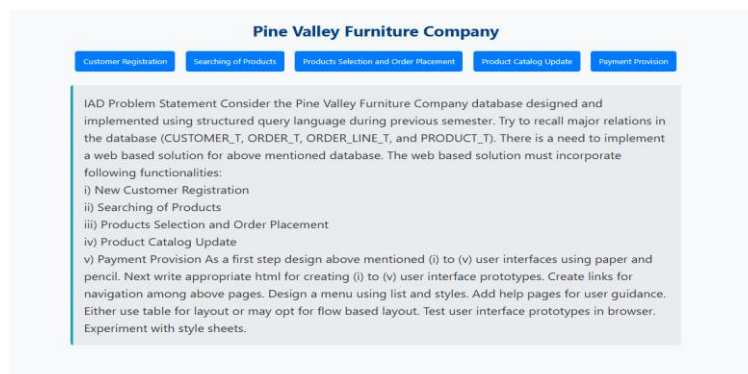 Pine Valley Furniture Company
Customer Registration Searching of Products Products Selection and Order Placement Product Catalog Update Payment Provision
IAD Problem Statement Consider the Pine Valley Furniture Company database designed and
implemented using structured query language during previous semester. Try to recall major relations in
the database (CUSTOMER_T, ORDER_T, ORDER_LINE_T, and PRODUCT_T). There is a need to implement
a web based solution for above mentioned database. The web based solution must incorporate
following functionalities:
i) New Customer Registration
ii) Searching of Products
iii) Products Selection and Order Placement
iv) Product Catalog Update
v) Payment Provision As a first step design above mentioned (i) to (v) user interfaces using paper and
pencil. Next write appropriate html for creating (i) to (v) user interface prototypes. Create links for
navigation among above pages. Design a menu using list and styles. Add help pages for user guidance.
Either use table for layout or may opt for flow based layout. Test user interface prototypes in browser.
Experiment with style sheets.